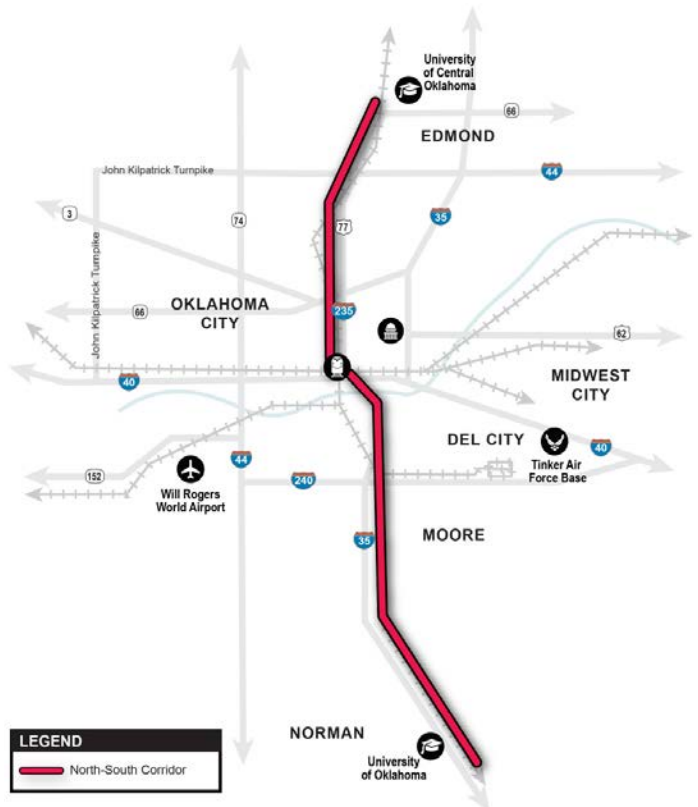 University
of Central
Oklahoma
66
EDMOND
John Kilpatrick Turnpike
44
3
74
77
35
John Kilpatrick Turnpike
OKLAHOMA
CITY
66
235
62
40
MIDWEST
CITY
DEL CITY
40
Tinker Air
Force Base
152
44
240
Will Rogers
World Airport
35
MOORE
NORMAN
University
of Oklahoma
LEGEND
North-South Corridor